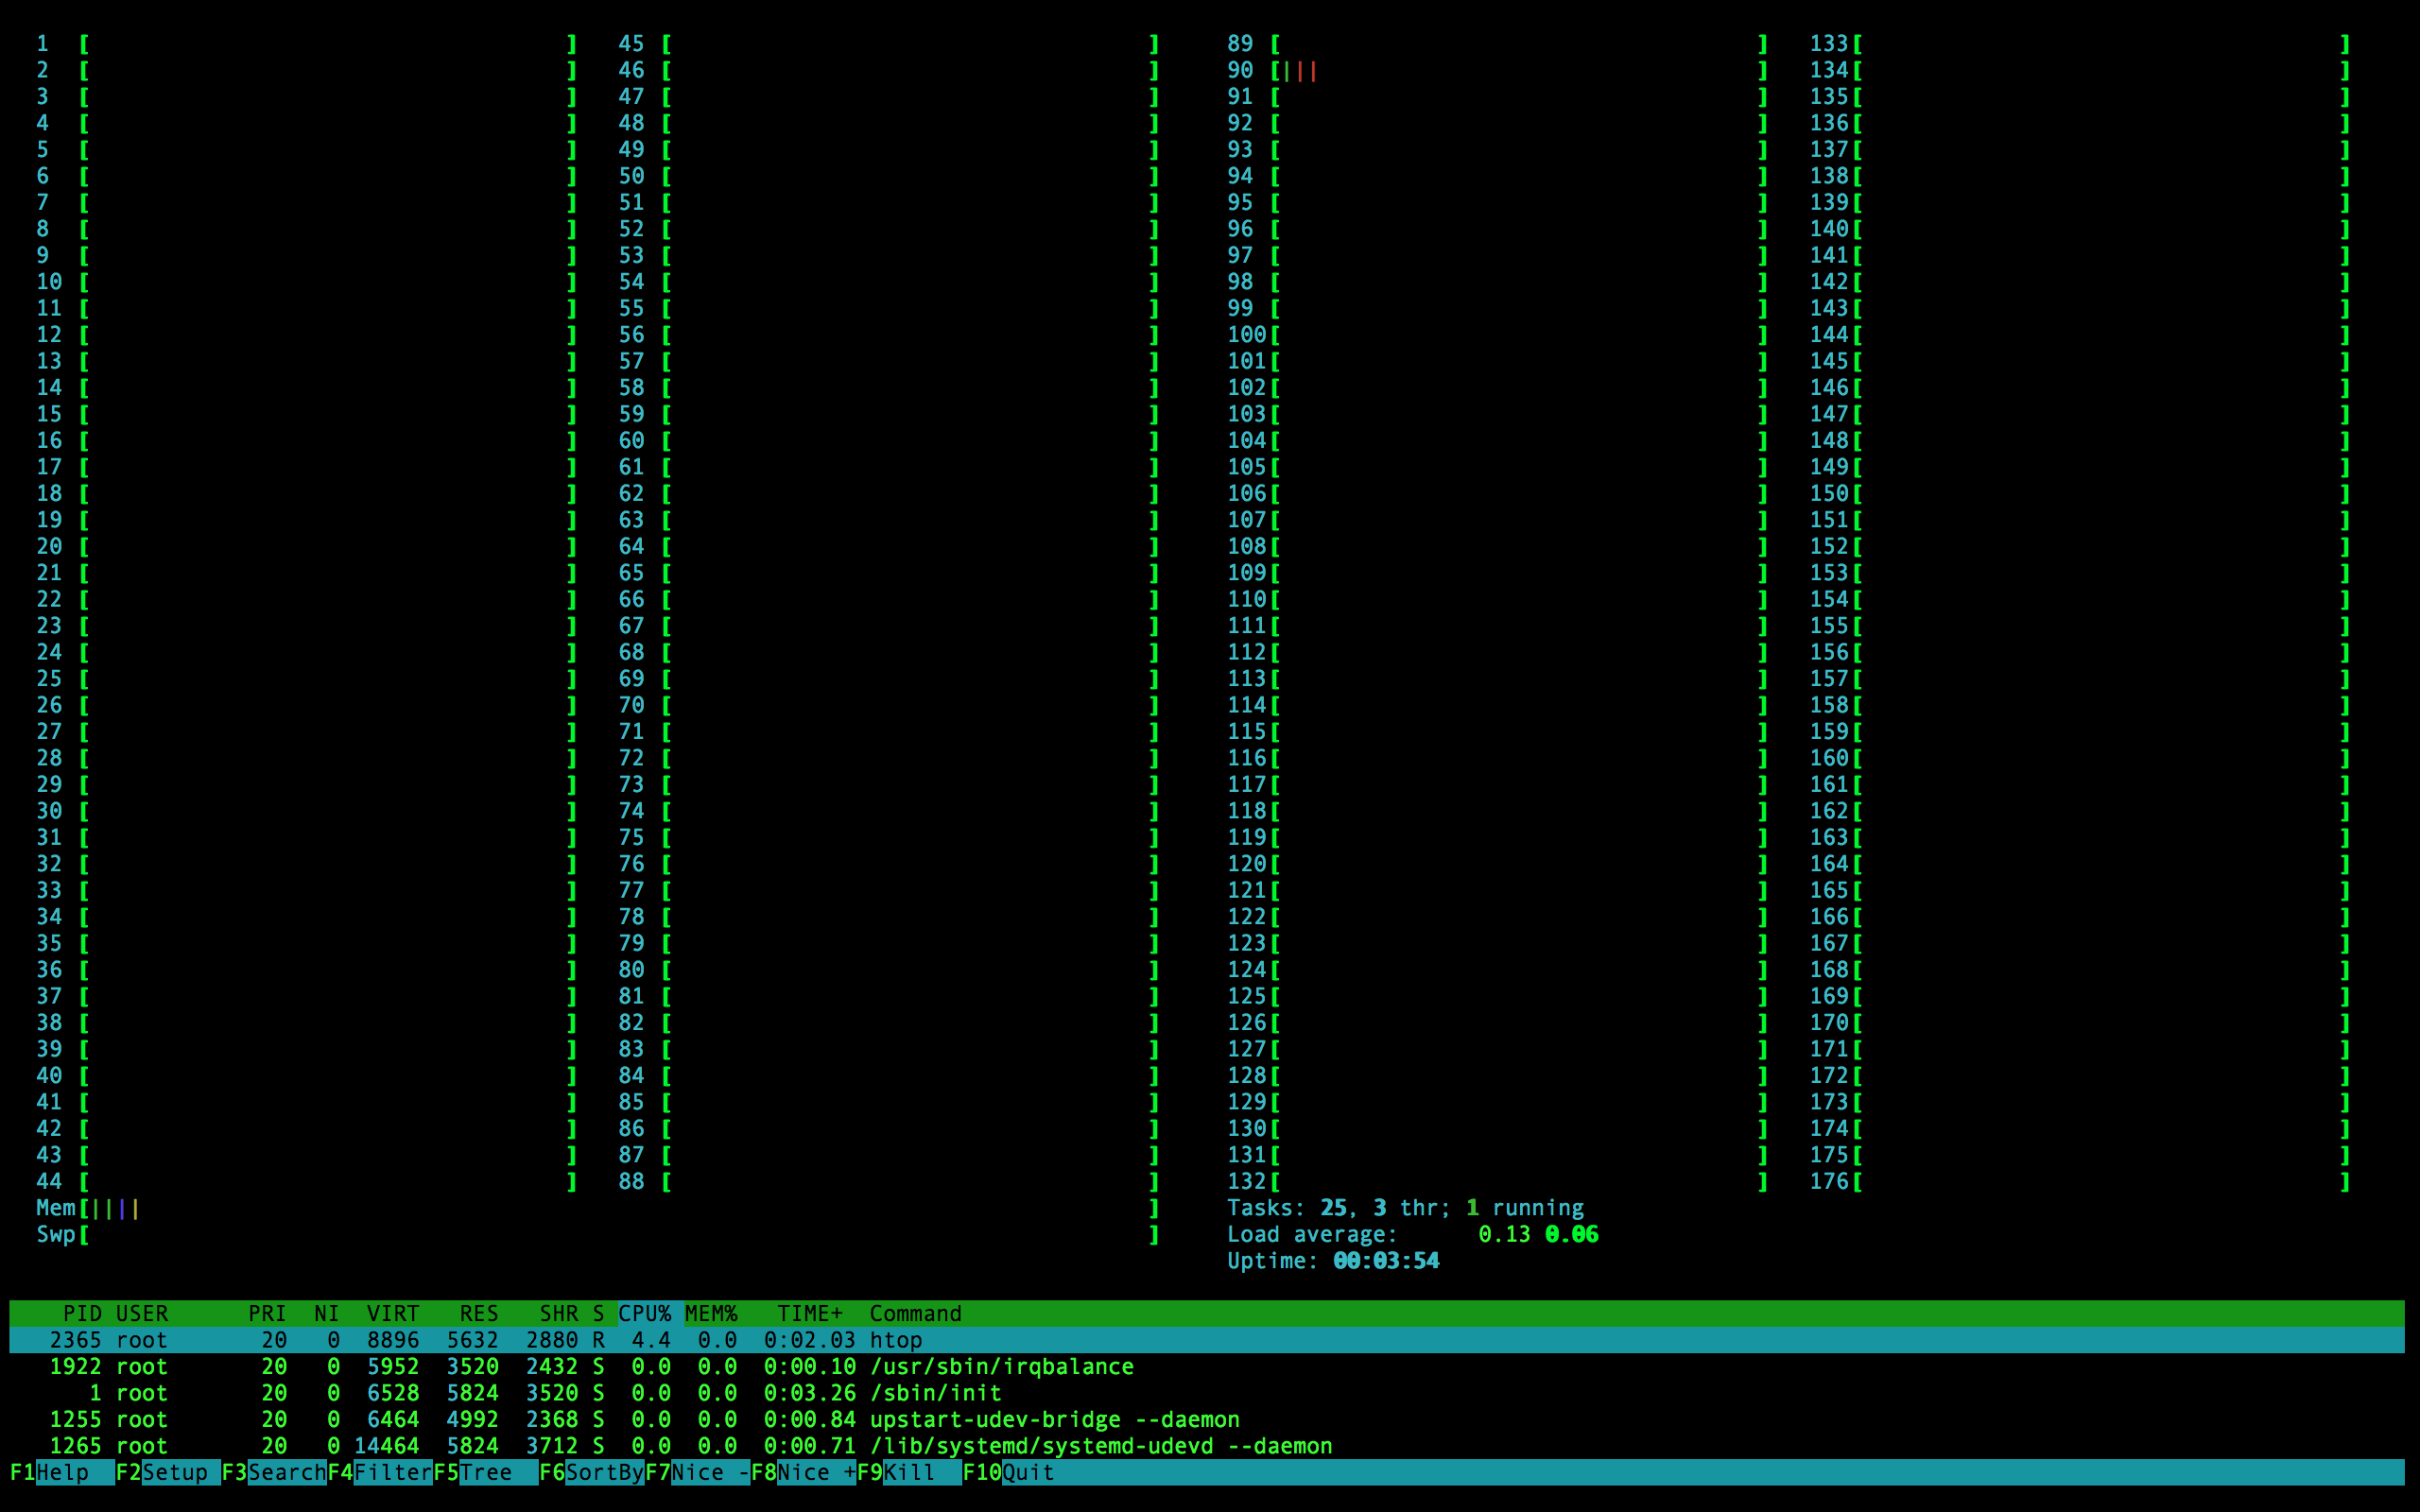 1 [ ] 45 [ ] 89 [ ] 133[ ]
2 [ ] 46 [ ] 90 [||| ] 134[ ]
3 [ ] 47 [ ] 91 [ ] 135[ ]
4 [ ] 48 [ ] 92 [ ] 136[ ]
5 [ ] 49 [ ] 93 [ ] 137[ ]
6 [ ] 50 [ ] 94 [ ] 138[ ]
7 [ ] 51 [ ] 95 [ ] 139[ ]
8 [ ] 52 [ ] 96 [ ] 140[ ]
9 [ ] 53 [ ] 97 [ ] 141[ ]
10 [ ] 54 [ ] 98 [ ] 142[ ]
11 [ ] 55 [ ] 99 [ ] 143[ ]
12 [ ] 56 [ ] 100[ ] 144[ ]
13 [ ] 57 [ ] 101[ ] 145[ ]
14 [ ] 58 [ ] 102[ ] 146[ ]
15 [ ] 59 [ ] 103[ ] 147[ ]
16 [ ] 60 [ ] 104[ ] 148[ ]
17 [ ] 61 [ ] 105[ ] 149[ ]
18 [ ] 62 [ ] 106[ ] 150[ ]
19 [ ] 63 [ ] 107[ ] 151[ ]
20 [ ] 64 [ ] 108[ ] 152[ ]
21 [ ] 65 [ ] 109[ ] 153[ ]
22 [ ] 66 [ ] 110[ ] 154[ ]
23 [ ] 67 [ ] 111[ ] 155[ ]
24 [ ] 68 [ ] 112[ ] 156[ ]
25 [ ] 69 [ ] 113[ ] 157[ ]
26 [ ] 70 [ ] 114[ ] 158[ ]
27 [ ] 71 [ ] 115[ ] 159[ ]
28 [ ] 72 [ ] 116[ ] 160[ ]
29 [ ] 73 [ ] 117[ ] 161[ ]
30 [ ] 74 [ ] 118[ ] 162[ ]
31 [ ] 75 [ ] 119[ ] 163[ ]
32 [ ] 76 [ ] 120[ ] 164[ ]
33 [ ] 77 [ ] 121[ ] 165[ ]
34 [ ] 78 [ ] 122[ ] 166[ ]
35 [ ] 79 [ ] 123[ ] 167[ ]
36 [ ] 80 [ ] 124[ ] 168[ ]
37 [ ] 81 [ ] 125[ ] 169[ ]
38 [ ] 82 [ ] 126[ ] 170[ ]
39 [ ] 83 [ ] 127[ ] 171[ ]
40 [ ] 84 [ ] 128[ ] 172[ ]
41 [ ] 85 [ ] 129[ ] 173[ ]
42 [ ] 86 [ ] 130[ ] 174[ ]
43 [ ] 87 [ ] 131[ ] 175[ ]
44 [ ] 88 [ ] 132[ ] 176[ ]
Mem[|||| ] Tasks: 25, 3 thr; 1 running
Swp[ ] Load average: 0.13 0.06
Uptime: 00:03:54
PID USER PRI NI VIRT RES SHR S CPU% MEM% TIME+ Command
2365 root 20 0 8896 5632 2880 R 4.4 0.0 0:02.03 htop
1922 root 20 0 5952 3520 2432 S 0.0 0.0 0:00.10 /usr/sbin/irqbalance
1 root 20 0 6528 5824 3520 S 0.0 0.0 0:03.26 /sbin/init
1255 root 20 0 6464 4992 2368 S 0.0 0.0 0:00.84 upstart-udev-bridge --daemon
1265 root 20 0 14464 5824 3712 S 0.0 0.0 0:00.71 /lib/systemd/systemd-udevd --daemon
F1Help F2Setup F3SearchF4FilterF5Tree F6SortByF7Nice -F8Nice +F9Kill F10Quit